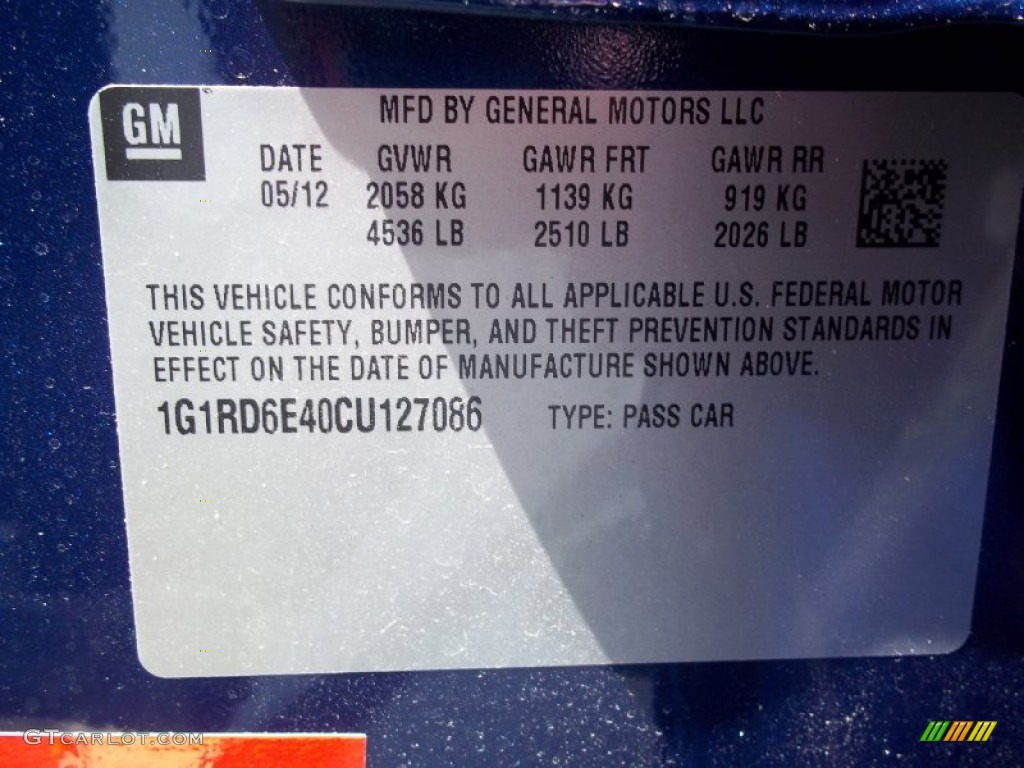 GM
MFD BY GENERAL MOTORS LLC
DATE GVWR GAWR FRT GAWR RR
05/12 2058 KG 1139 KG 919 KG
4536 LB 2510 LB 2026 LB
THIS VEHICLE CONFORMS TO ALL APPLICABLE U.S. FEDERAL MOTOR
VEHICLE SAFETY, BUMPER, AND THEFT PREVENTION STANDARDS IN
EFFECT ON THE DATE OF MANUFACTURE SHOWN ABOVE.
1G1RD6E40CU127086 TYPE: PASS CAR
GTCARLOT.COM